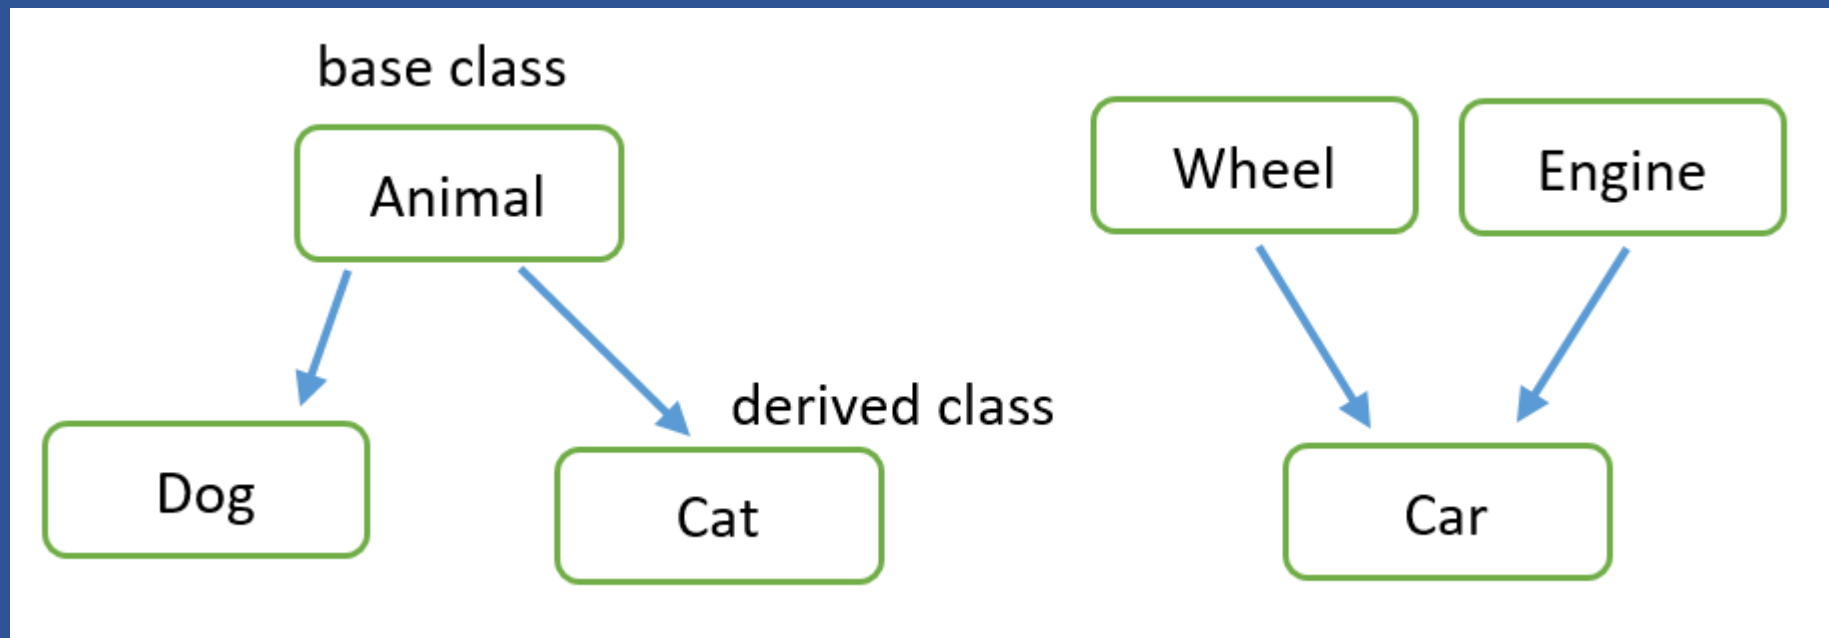 base class
Animal
Dog
derived class
Cat
Wheel
Engine
Car